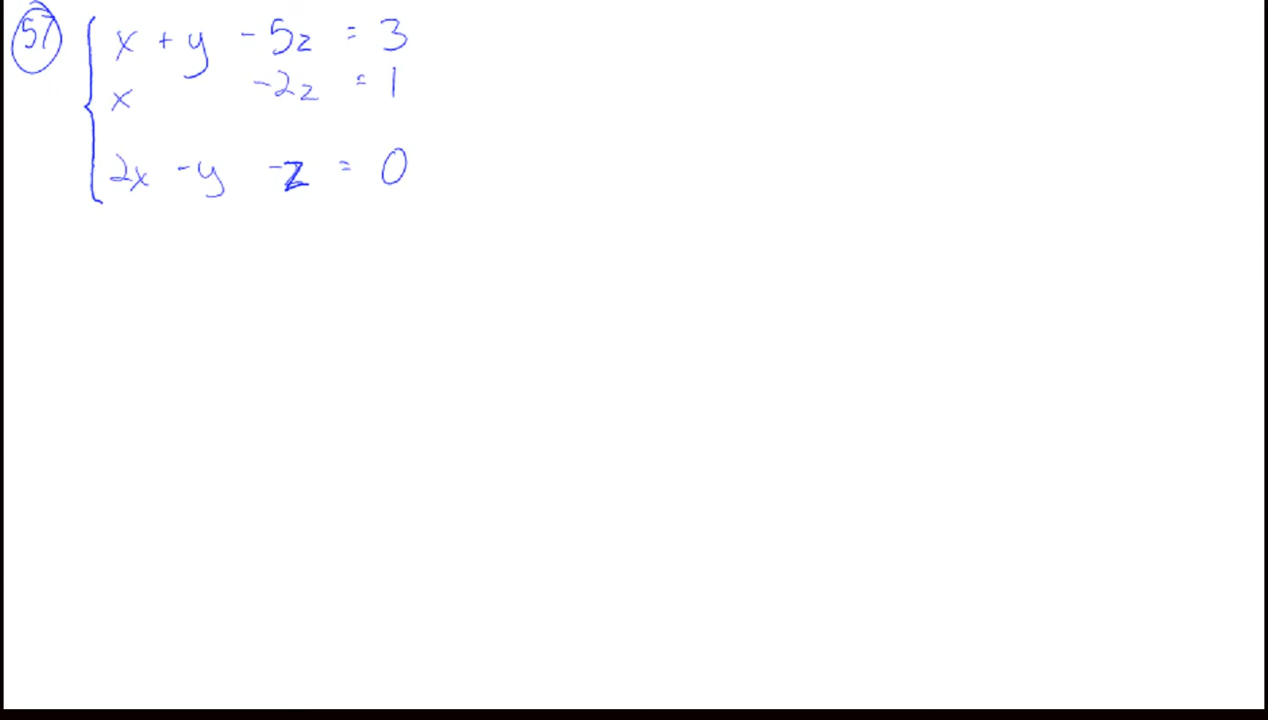 57 x + y - 5z = 3
x - 2z = 1
2x - y - z = 0